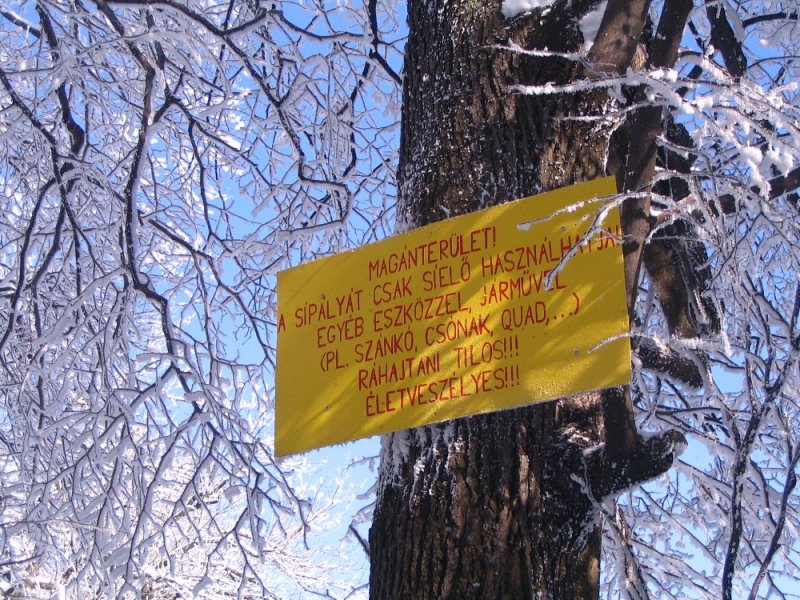 MAGÁNTERÜLET!
A SÍPÁLYÁT CSAK SÍELŐ HASZNÁLHATJA!
EGYÉB ESZKÖZZEL, JÁRMŰVEL
(PL. SZÁNKÓ, CSÓNAK, QUAD,...)
RÁHAJTANI TILOS!!!
ÉLETVESZÉLYES!!!